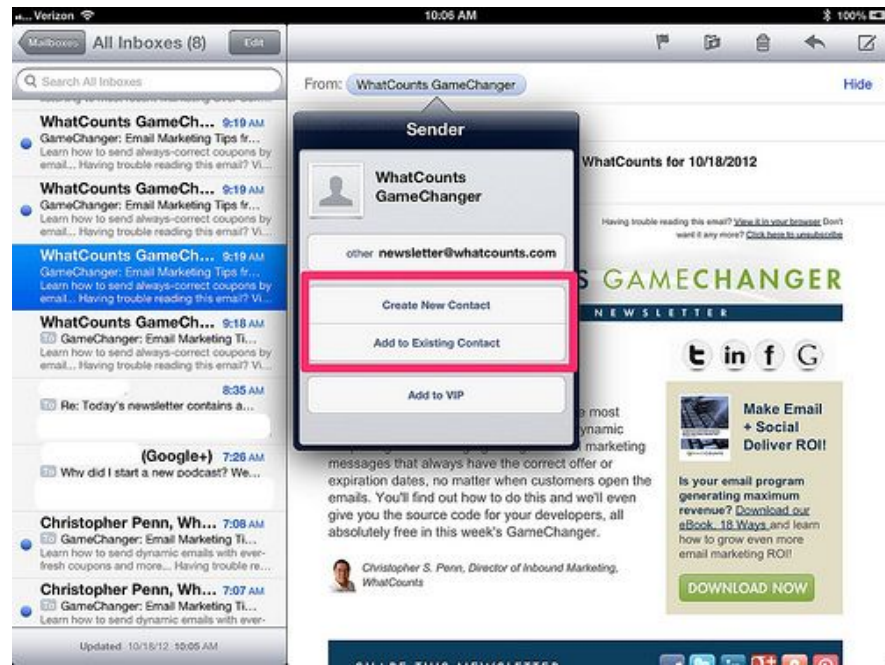 Verizon
10:06 AM
100%
Mailboxes
All Inboxes (8)
Edit
Search All Inboxes
WhatCounts GameCh... 9:19 AM
GameChanger: Email Marketing Tips fr...
Learn how to send always-correct coupons by
email... Having trouble reading this email? Vi...
WhatCounts GameCh... 9:19 AM
GameChanger: Email Marketing Tips fr...
Learn how to send always-correct coupons by
email... Having trouble reading this email? Vi...
WhatCounts GameCh... 9:19 AM
GameChanger: Email Marketing Tips fr...
Learn how to send always-correct coupons by
email... Having trouble reading this email? Vi...
WhatCounts GameCh... 9:18 AM
To GameChanger: Email Marketing Ti...
Learn how to send always-correct coupons by
email... Having trouble reading this email? Vi...
8:35 AM
To Re: Today's newsletter contains a...
(Google+) 7:26 AM
To Why did I start a new podcast? We...
Christopher Penn, Wh... 7:08 AM
To GameChanger: Email Marketing Ti...
Learn how to send dynamic emails with ever-
fresh coupons and more... Having trouble re...
Christopher Penn, Wh... 7:07 AM
To GameChanger: Email Marketing Ti...
Learn how to send dynamic emails with ever-
Updated 10/18/12 10:05 AM
From: WhatCounts GameChanger
Hide
Sender
WhatCounts
GameChanger
other newsletter@whatcounts.com
Create New Contact
Add to Existing Contact
Add to VIP
WhatCounts for 10/18/2012
Having trouble reading this email? View it in your browser Don't
want it any more? Click here to unsubscribe
S GAMECHANGER
NEWSLETTER
e most
ynamic
marketing
messages that always have the correct offer or
expiration dates, no matter when customers open the
emails. You'll find out how to do this and we'll even
give you the source code for your developers, all
absolutely free in this week's GameChanger.
Christopher S. Penn, Director of Inbound Marketing,
WhatCounts
t in f G
Make Email
+ Social
Deliver ROI!
Is your email program
generating maximum
revenue? Download our
eBook, 18 Ways and learn
how to grow even more
email marketing ROI!
DOWNLOAD NOW
SHARE THIS NEWSLETTER